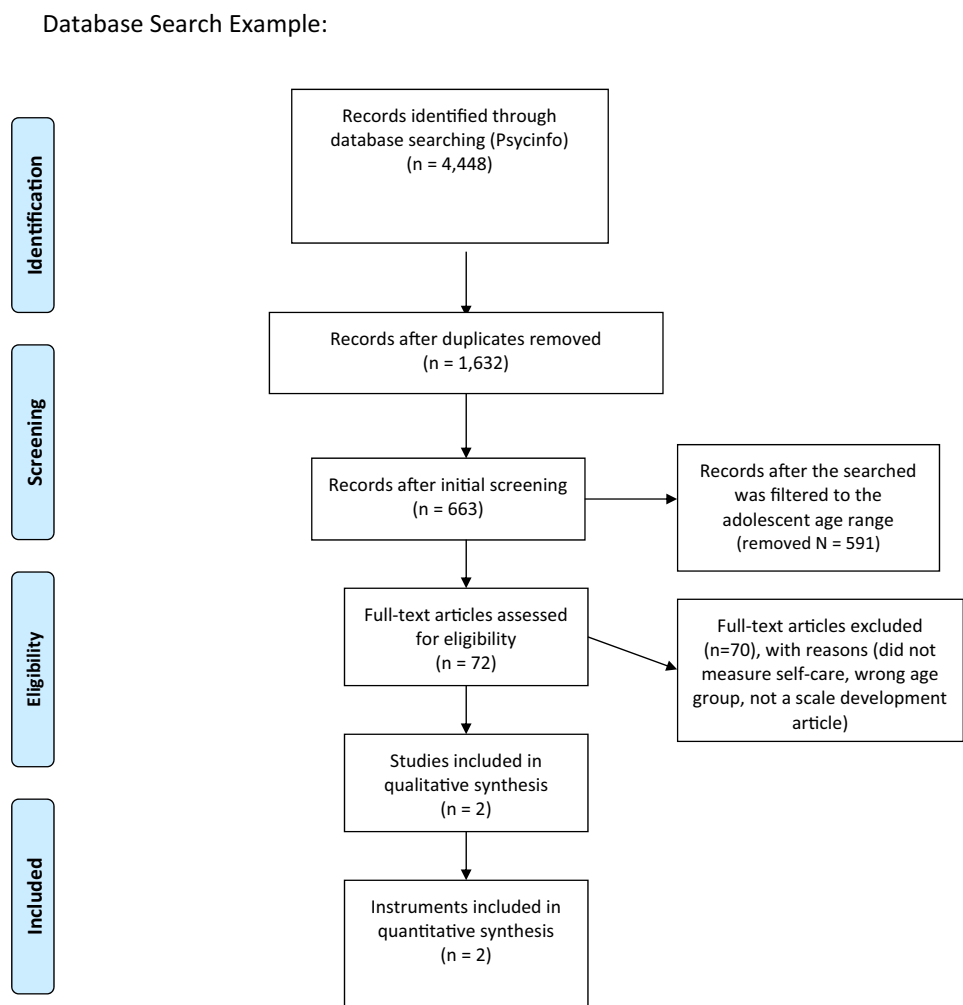 Database Search Example:
Identification
Records identified through
database searching (Psycinfo)
(n = 4,448)
Records after duplicates removed
(n = 1,632)
Screening
Records after initial screening
(n = 663)
Records after the searched
was filtered to the
adolescent age range
(removed N = 591)
Eligibility
Full-text articles assessed
for eligibility
(n = 72)
Full-text articles excluded
(n=70), with reasons (did not
measure self-care, wrong age
group, not a scale development
article)
Studies included in
qualitative synthesis
(n = 2)
Included
Instruments included in
quantitative synthesis
(n = 2)